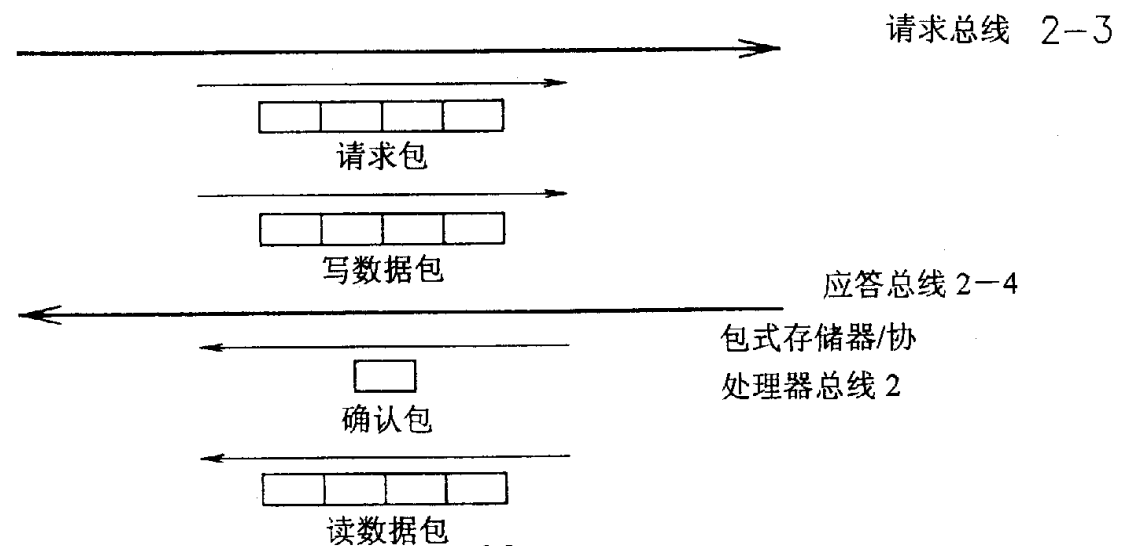 请求总线 2-3
请求包
写数据包
应答总线 2-4
包式存储器/协
处理器总线 2
确认包
读数据包